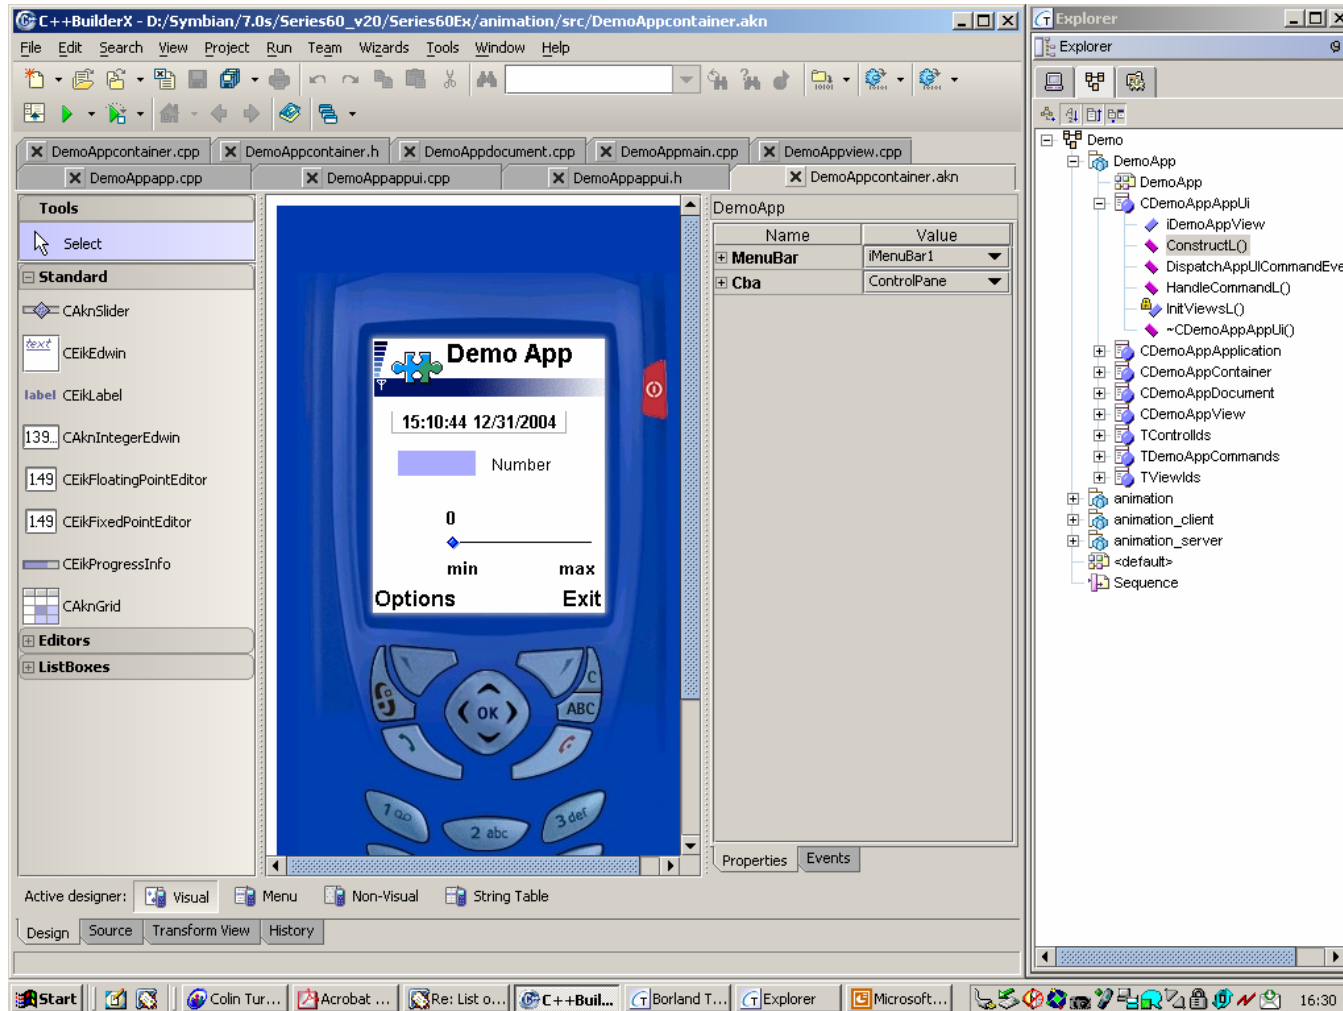 C++BuilderX - D:/Symbian/7.0s/Series60_v20/Series60Ex/animation/src/DemoAppcontainer.akn
File Edit Search View Project Run Team Wizards Tools Window Help
DemoAppcontainer.cpp DemoAppcontainer.h DemoAppdocument.cpp DemoAppmain.cpp DemoAppview.cpp
DemoAppapp.cpp DemoAppappui.cpp DemoAppappui.h DemoAppcontainer.akn
Tools
Select
Standard
CAknSlider
text CEikEdwin
label CEikLabel
139... CAknIntegerEdwin
1.49 CEikFloatingPointEditor
1.49 CEikFixedPointEditor
CEikProgressInfo
CAknGrid
Editors
ListBoxes
Demo App
15:10:44 12/31/2004
Number
0
min max
Options Exit
C
OK
ABC
1
2 abc
3 def
DemoApp
Name Value
MenuBar iMenuBar1
Cba ControlPane
Properties Events
Active designer: Visual Menu Non-Visual String Table
Design Source Transform View History
Explorer
Explorer
Demo
DemoApp
DemoApp
CDemoAppAppUi
iDemoAppView
ConstructL()
DispatchAppUICommandEve
HandleCommandL()
InitViewsL()
~CDemoAppAppUi()
CDemoAppApplication
CDemoAppContainer
CDemoAppDocument
CDemoAppView
TControlIds
TDemoAppCommands
TViewIds
animation
animation_client
animation_server
<default>
Sequence
Start Colin Tur... Acrobat ... Re: List o... C++Buil... Borland T... Explorer Microsoft... 16:30